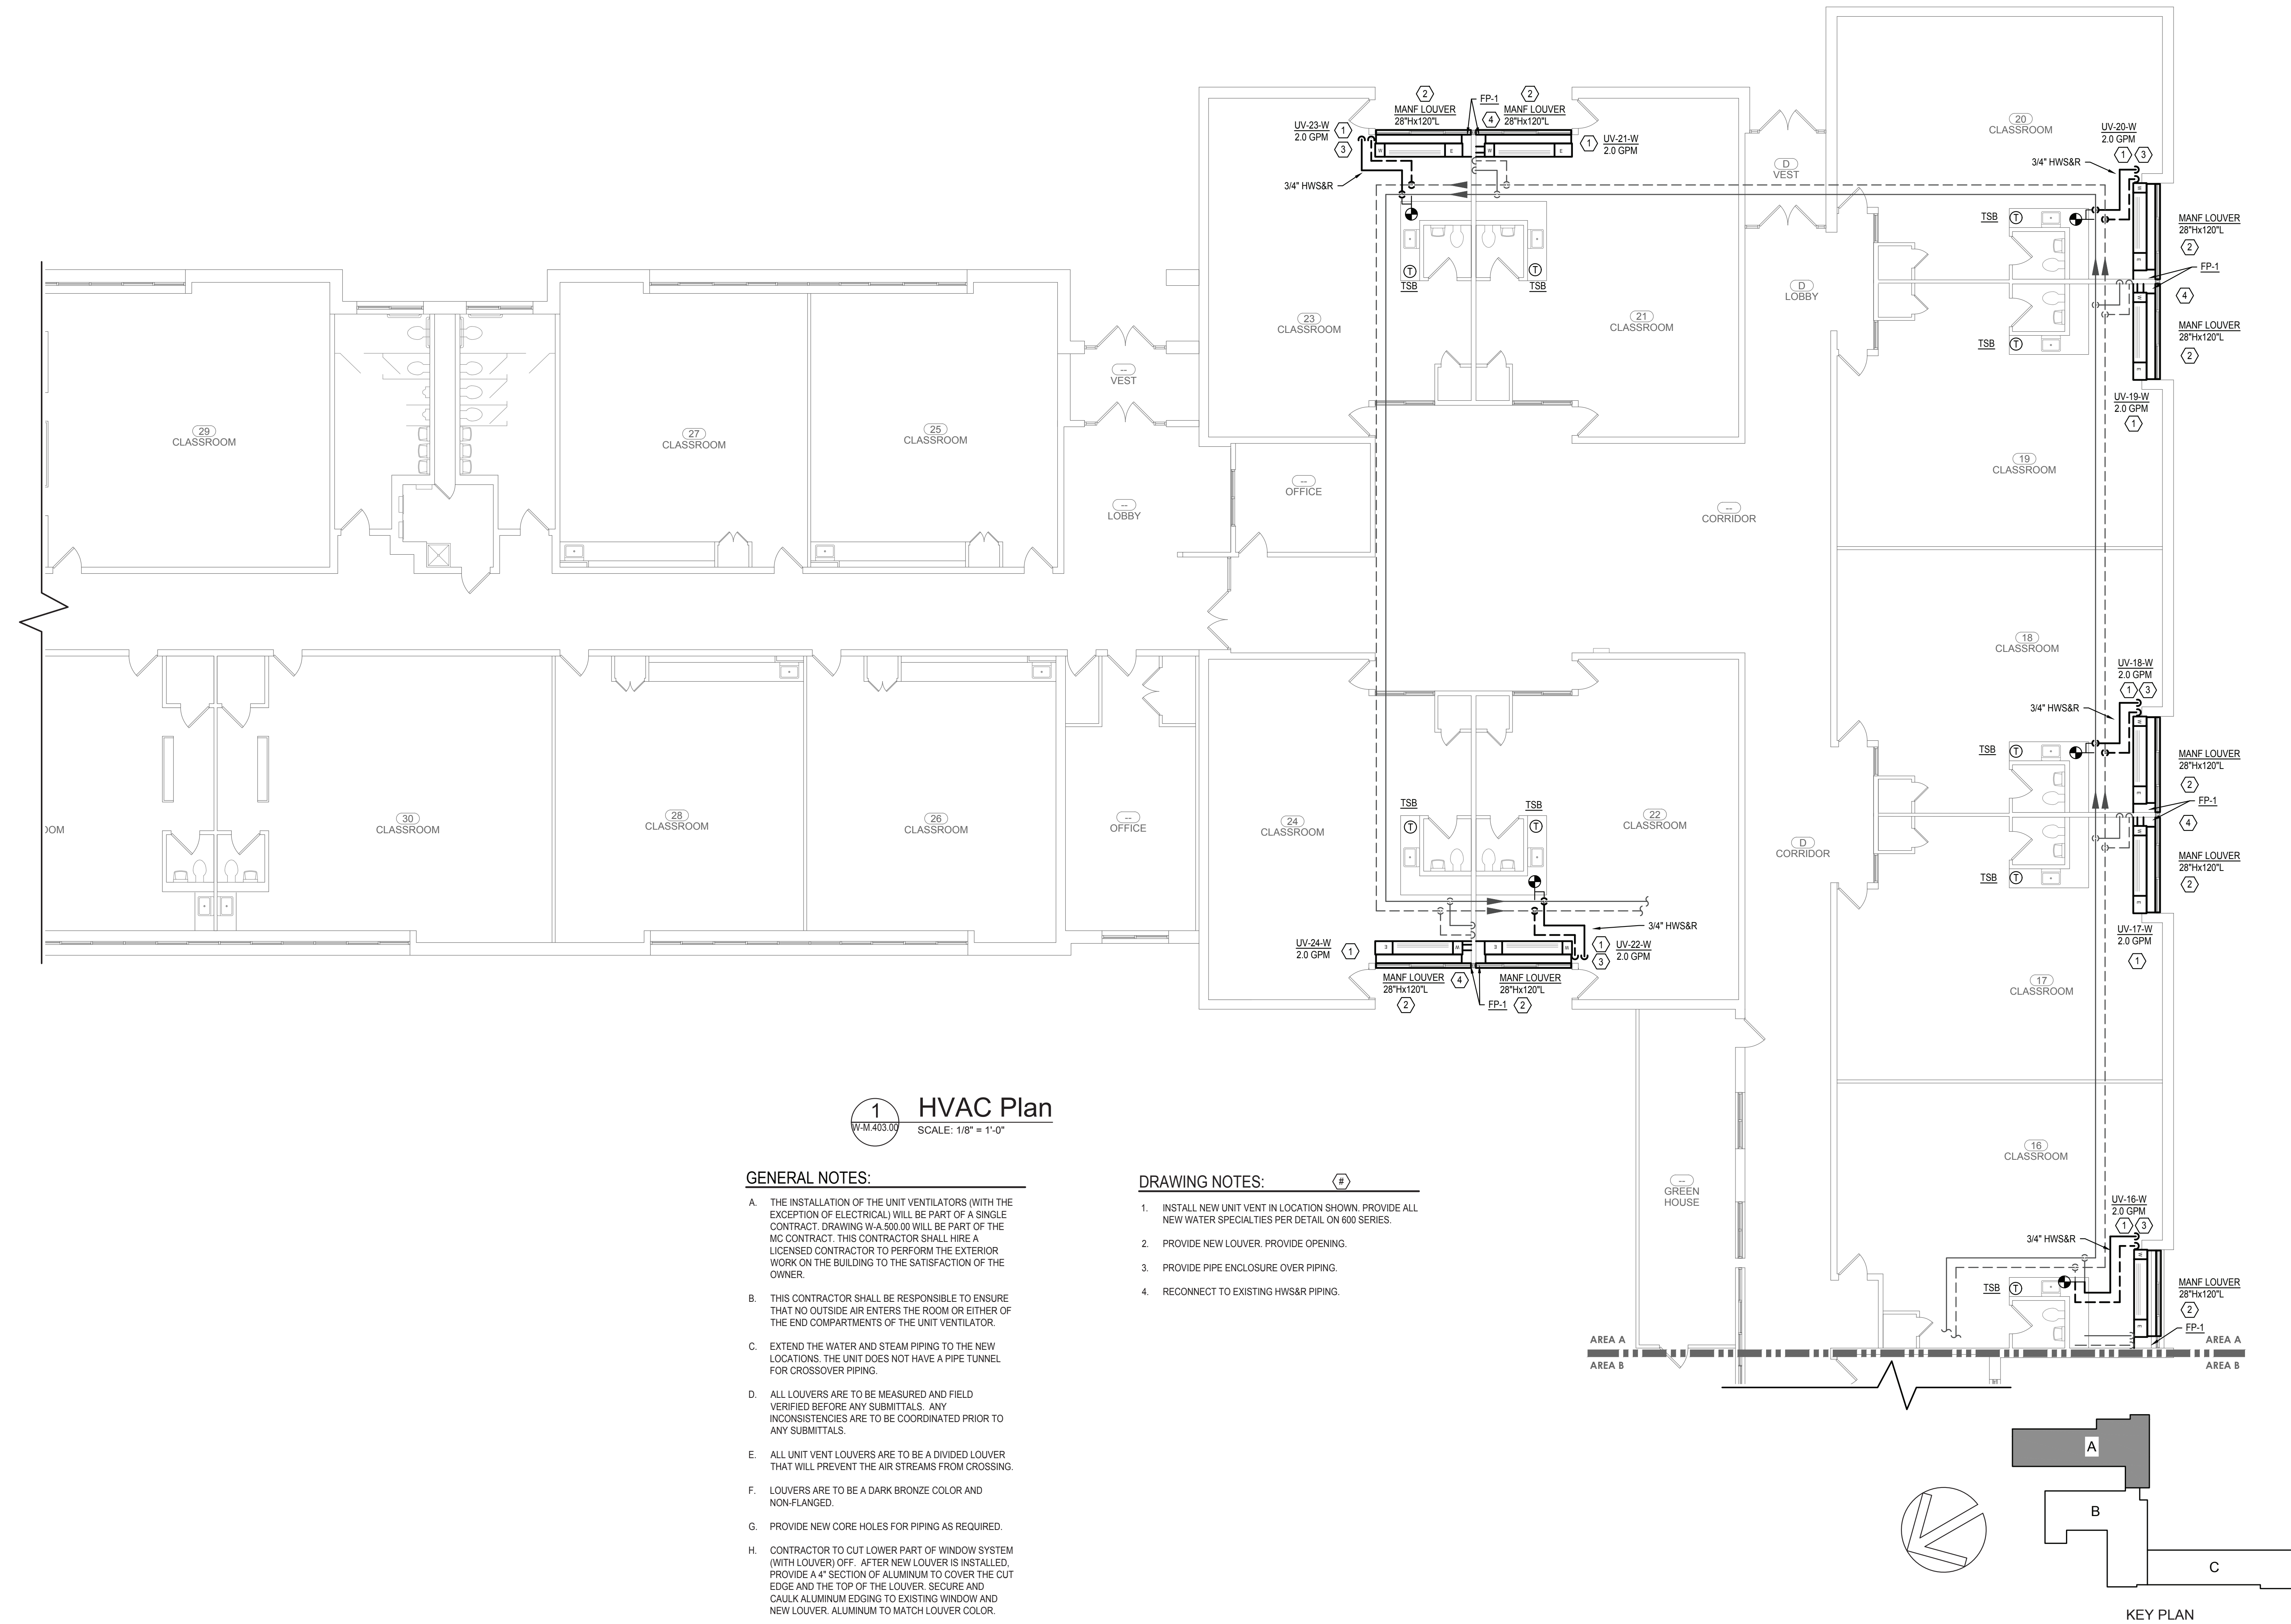 2
MANF LOUVER
28"Hx120"L
FP-1
4
2
MANF LOUVER
28"Hx120"L
UV-23-W
2.0 GPM
1
3
W
E
W
E
1
UV-21-W
2.0 GPM
3/4" HWS&R
T
TSB
T
TSB
23
CLASSROOM
21
CLASSROOM
D
VEST
D
LOBBY
20
CLASSROOM
UV-20-W
2.0 GPM
1
3
3/4" HWS&R
TSB
T
W
E
MANF LOUVER
28"Hx120"L
2
FP-1
4
W
E
MANF LOUVER
28"Hx120"L
2
TSB
T
UV-19-W
2.0 GPM
1
19
CLASSROOM
29
CLASSROOM
27
CLASSROOM
25
CLASSROOM
--
VEST
--
LOBBY
--
OFFICE
--
CORRIDOR
18
CLASSROOM
UV-18-W
2.0 GPM
1
3
3/4" HWS&R
TSB
T
W
E
MANF LOUVER
28"Hx120"L
2
FP-1
4
W
E
MANF LOUVER
28"Hx120"L
2
TSB
T
UV-17-W
2.0 GPM
1
17
CLASSROOM
30
CLASSROOM
28
CLASSROOM
26
CLASSROOM
--
OFFICE
24
CLASSROOM
TSB
T
TSB
T
22
CLASSROOM
D
CORRIDOR
3/4" HWS&R
UV-24-W
2.0 GPM
1
E
W
E
W
1
3
UV-22-W
2.0 GPM
MANF LOUVER
28"Hx120"L
2
4
FP-1
MANF LOUVER
28"Hx120"L
2
16
CLASSROOM
UV-16-W
2.0 GPM
1
3
3/4" HWS&R
TSB
T
W
E
MANF LOUVER
28"Hx120"L
2
FP-1
--
GREEN
HOUSE
AREA A
AREA B
AREA A
AREA B
1
W-M.403.00
HVAC Plan
SCALE: 1/8" = 1'-0"
GENERAL NOTES:
A. THE INSTALLATION OF THE UNIT VENTILATORS (WITH THE
EXCEPTION OF ELECTRICAL) WILL BE PART OF A SINGLE
CONTRACT. DRAWING W-A.500.00 WILL BE PART OF THE
MC CONTRACT. THIS CONTRACTOR SHALL HIRE A
LICENSED CONTRACTOR TO PERFORM THE EXTERIOR
WORK ON THE BUILDING TO THE SATISFACTION OF THE
OWNER.
B. THIS CONTRACTOR SHALL BE RESPONSIBLE TO ENSURE
THAT NO OUTSIDE AIR ENTERS THE ROOM OR EITHER OF
THE END COMPARTMENTS OF THE UNIT VENTILATOR.
C. EXTEND THE WATER AND STEAM PIPING TO THE NEW
LOCATIONS. THE UNIT DOES NOT HAVE A PIPE TUNNEL
FOR CROSSOVER PIPING.
D. ALL LOUVERS ARE TO BE MEASURED AND FIELD
VERIFIED BEFORE ANY SUBMITTALS. ANY
INCONSISTENCIES ARE TO BE COORDINATED PRIOR TO
ANY SUBMITTALS.
E. ALL UNIT VENT LOUVERS ARE TO BE A DIVIDED LOUVER
THAT WILL PREVENT THE AIR STREAMS FROM CROSSING.
F. LOUVERS ARE TO BE A DARK BRONZE COLOR AND
NON-FLANGED.
G. PROVIDE NEW CORE HOLES FOR PIPING AS REQUIRED.
H. CONTRACTOR TO CUT LOWER PART OF WINDOW SYSTEM
(WITH LOUVER) OFF. AFTER NEW LOUVER IS INSTALLED,
PROVIDE A 4" SECTION OF ALUMINUM TO COVER THE CUT
EDGE AND THE TOP OF THE LOUVER. SECURE AND
CAULK ALUMINUM EDGING TO EXISTING WINDOW AND
NEW LOUVER. ALUMINUM TO MATCH LOUVER COLOR.
DRAWING NOTES:
#
1. INSTALL NEW UNIT VENT IN LOCATION SHOWN. PROVIDE ALL
NEW WATER SPECIALTIES PER DETAIL ON 600 SERIES.
2. PROVIDE NEW LOUVER. PROVIDE OPENING.
3. PROVIDE PIPE ENCLOSURE OVER PIPING.
4. RECONNECT TO EXISTING HWS&R PIPING.
A
B
C
KEY PLAN